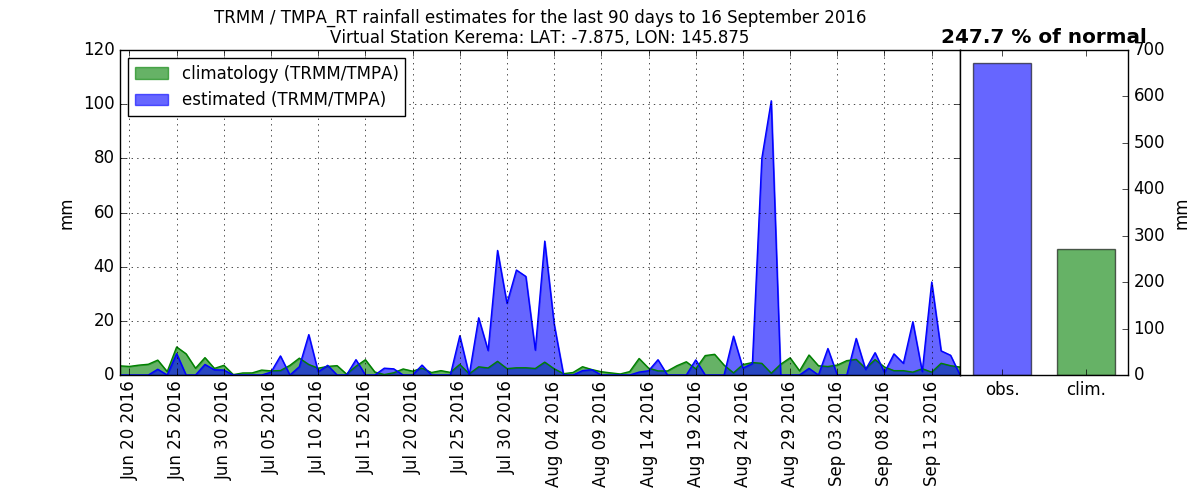 TRMM / TMPA_RT rainfall estimates for the last 90 days to 16 September 2016
Virtual Station Kerema: LAT: -7.875, LON: 145.875
247.7 % of normal
climatology (TRMM/TMPA)
estimated (TRMM/TMPA)
mm
120
100
80
60
40
20
0
Jun 20 2016
Jun 25 2016
Jun 30 2016
Jul 05 2016
Jul 10 2016
Jul 15 2016
Jul 20 2016
Jul 25 2016
Jul 30 2016
Aug 04 2016
Aug 09 2016
Aug 14 2016
Aug 19 2016
Aug 24 2016
Aug 29 2016
Sep 03 2016
Sep 08 2016
Sep 13 2016
obs.
clim.
700
600
500
400
300
200
100
0
mm